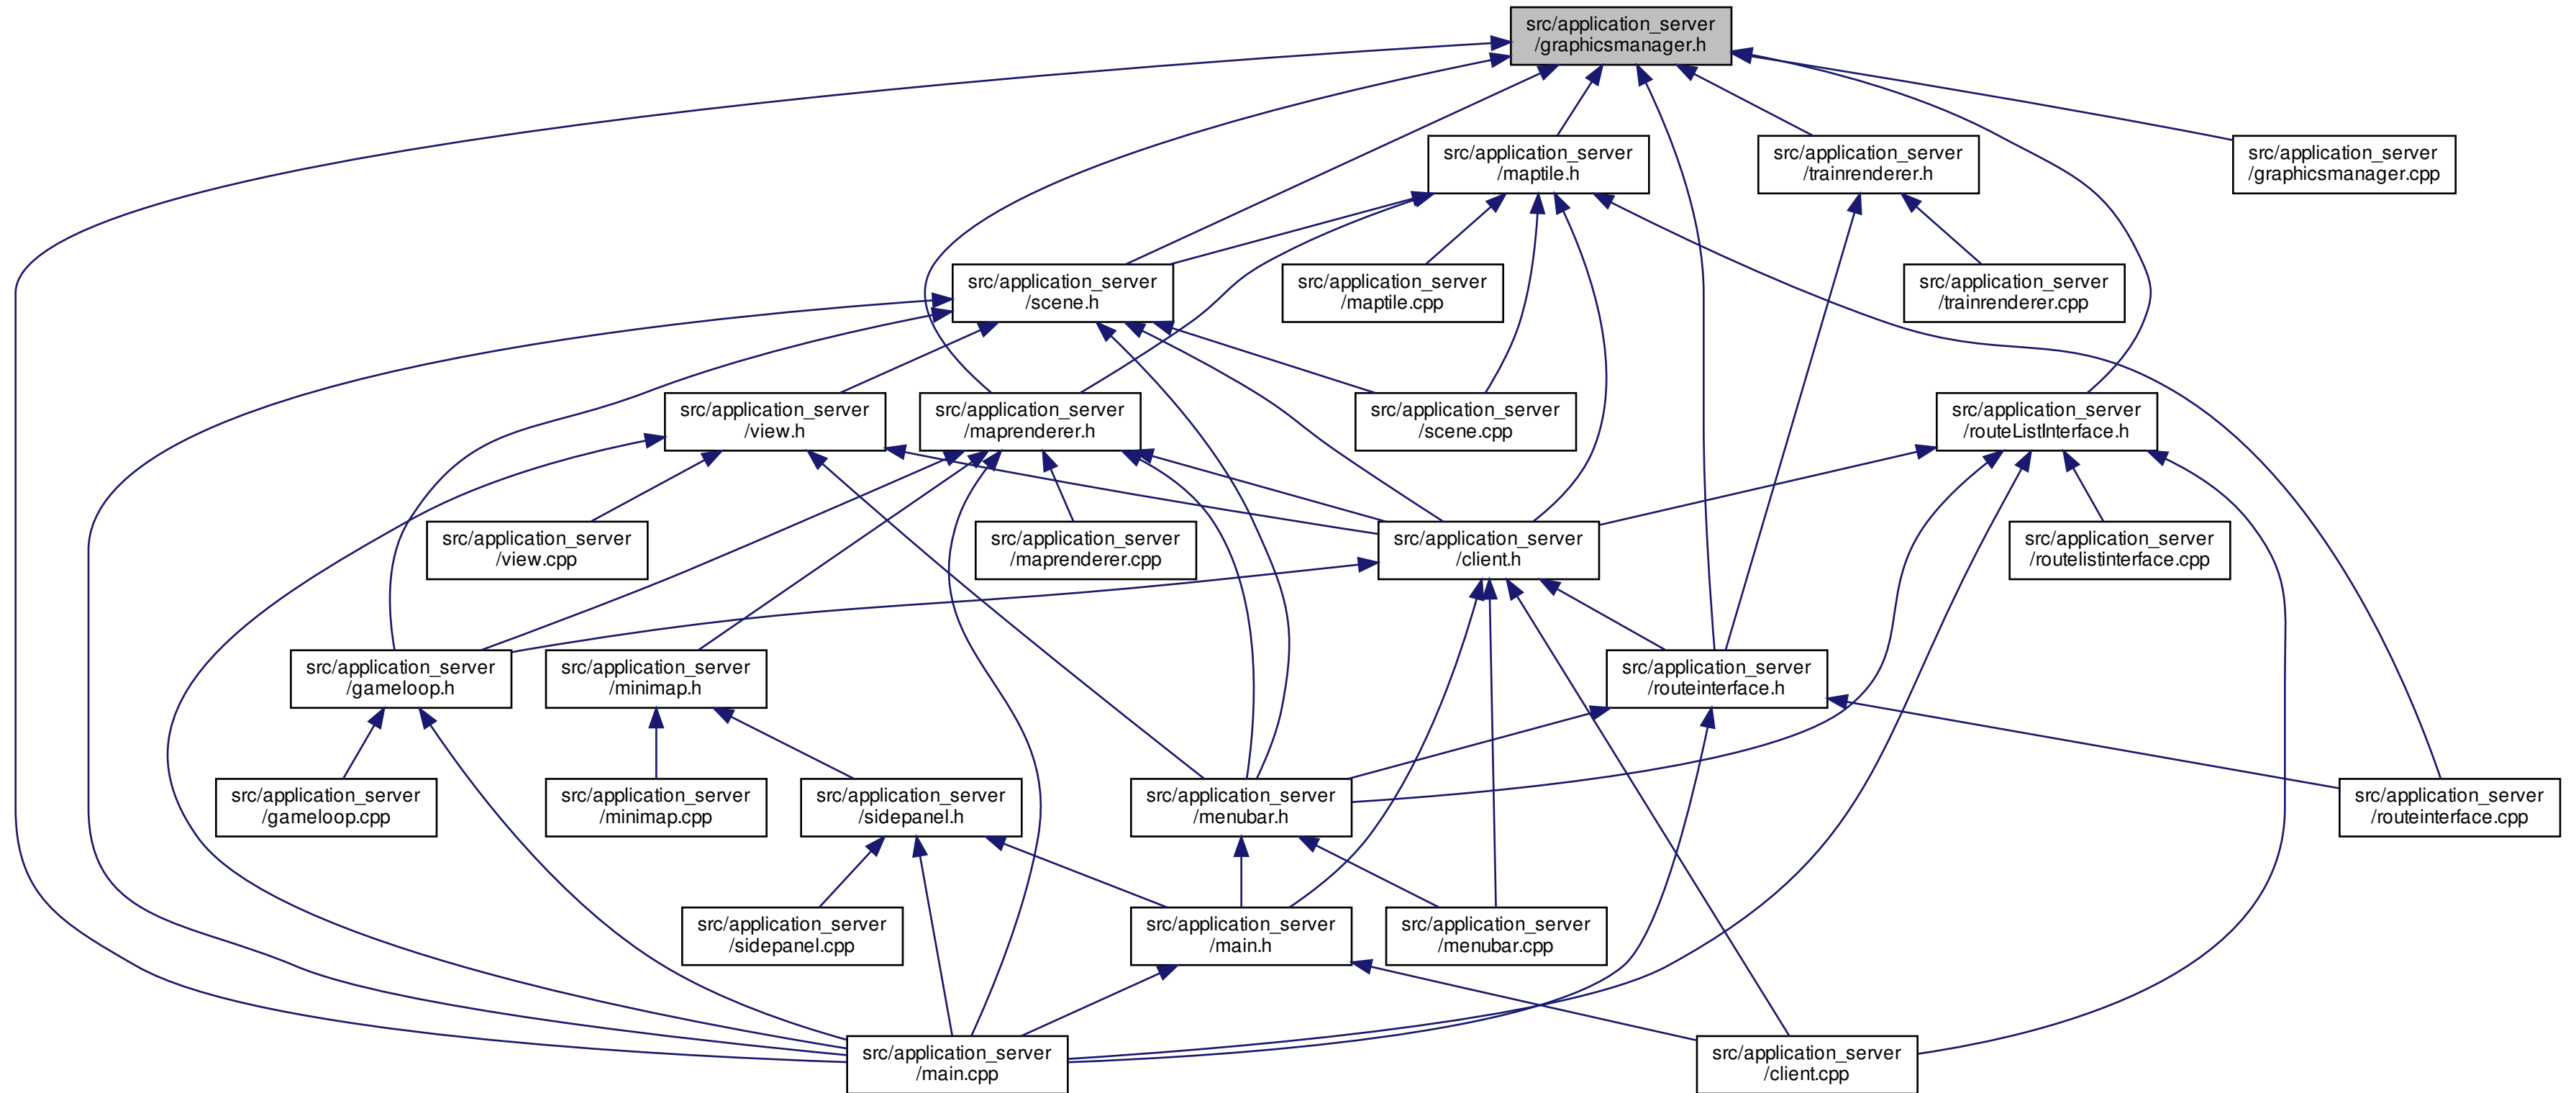 src/application_server
/graphicsmanager.h
src/application_server
/maptile.h
src/application_server
/trainrenderer.h
src/application_server
/graphicsmanager.cpp
src/application_server
/scene.h
src/application_server
/maptile.cpp
src/application_server
/trainrenderer.cpp
src/application_server
/view.h
src/application_server
/maprenderer.h
src/application_server
/scene.cpp
src/application_server
/routeListInterface.h
src/application_server
/view.cpp
src/application_server
/maprenderer.cpp
src/application_server
/client.h
src/application_server
/routelistinterface.cpp
src/application_server
/gameloop.h
src/application_server
/minimap.h
src/application_server
/routeinterface.h
src/application_server
/gameloop.cpp
src/application_server
/minimap.cpp
src/application_server
/sidepanel.h
src/application_server
/menubar.h
src/application_server
/routeinterface.cpp
src/application_server
/sidepanel.cpp
src/application_server
/main.h
src/application_server
/menubar.cpp
src/application_server
/main.cpp
src/application_server
/client.cpp